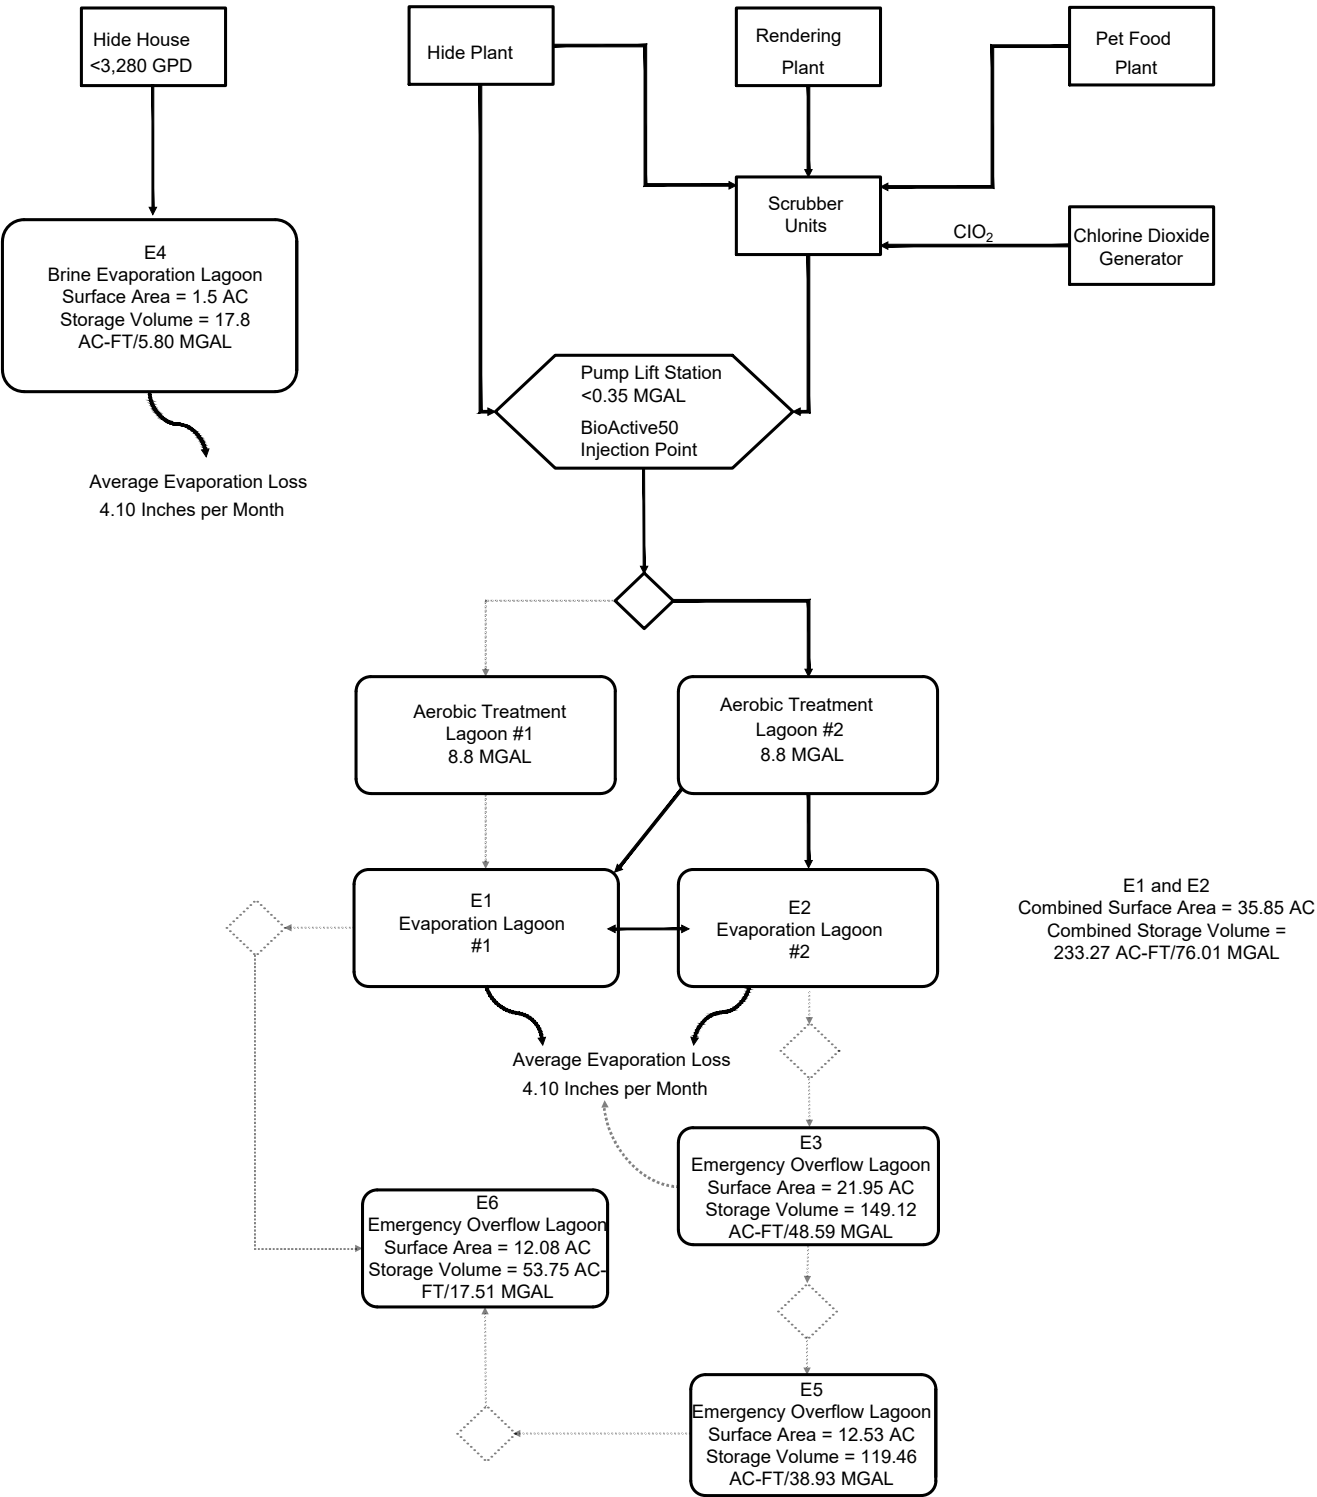 Hide House
<3,280 GPD
Hide Plant
Rendering
Plant
Pet Food
Plant
Scrubber
Units
ClO₂
Chlorine Dioxide
Generator
E4
Brine Evaporation Lagoon
Surface Area = 1.5 AC
Storage Volume = 17.8
AC-FT/5.80 MGAL
Average Evaporation Loss
4.10 Inches per Month
Pump Lift Station
<0.35 MGAL
BioActive50
Injection Point
Aerobic Treatment
Lagoon #1
8.8 MGAL
Aerobic Treatment
Lagoon #2
8.8 MGAL
E1
Evaporation Lagoon
#1
E2
Evaporation Lagoon
#2
E1 and E2
Combined Surface Area = 35.85 AC
Combined Storage Volume =
233.27 AC-FT/76.01 MGAL
Average Evaporation Loss
4.10 Inches per Month
E3
Emergency Overflow Lagoon
Surface Area = 21.95 AC
Storage Volume = 149.12
AC-FT/48.59 MGAL
E6
Emergency Overflow Lagoon
Surface Area = 12.08 AC
Storage Volume = 53.75 AC-
FT/17.51 MGAL
E5
Emergency Overflow Lagoon
Surface Area = 12.53 AC
Storage Volume = 119.46
AC-FT/38.93 MGAL